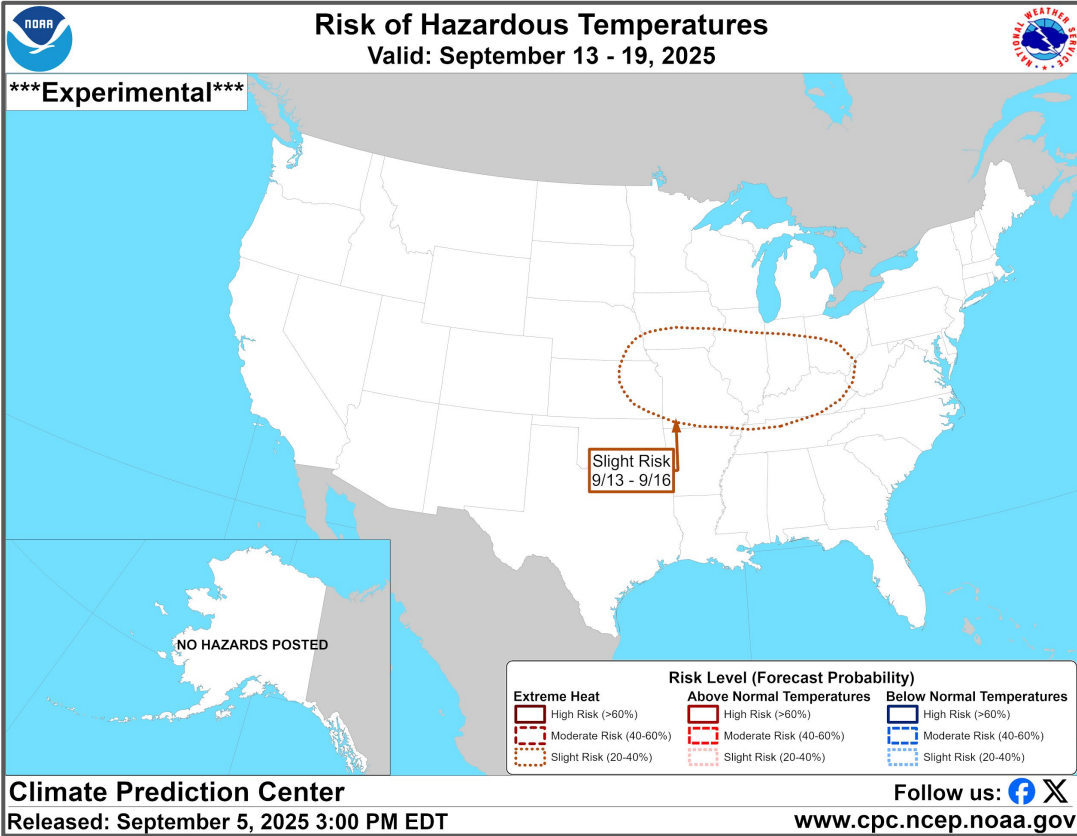 NOAA
Risk of Hazardous Temperatures
Valid: September 13 - 19, 2025
NATIONAL WEATHER SERVICE
***Experimental***
Slight Risk
9/13 - 9/16
NO HAZARDS POSTED
Risk Level (Forecast Probability)
Extreme Heat
High Risk (>60%)
Moderate Risk (40-60%)
Slight Risk (20-40%)
Above Normal Temperatures
High Risk (>60%)
Moderate Risk (40-60%)
Slight Risk (20-40%)
Below Normal Temperatures
High Risk (>60%)
Moderate Risk (40-60%)
Slight Risk (20-40%)
Climate Prediction Center
Follow us:
Released: September 5, 2025 3:00 PM EDT
www.cpc.ncep.noaa.gov